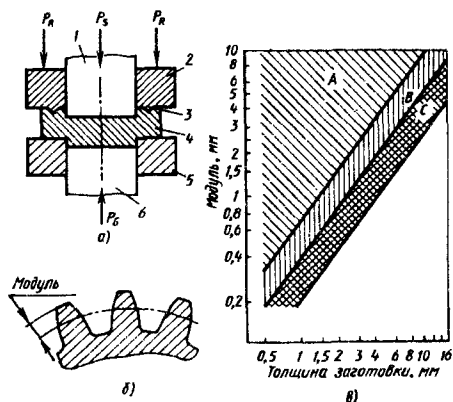 P_R P_S P_R
1
2
3
4
5
6
P_G
а)
Модуль
б)
Модуль, мм
10
8
6
5
4
3
2
1,5
1
0,8
0,6
0,4
0,2
A
B
C
0,5 1 1,5 2 3 4 6 8 10 16
Толщина заготовки, мм
в)